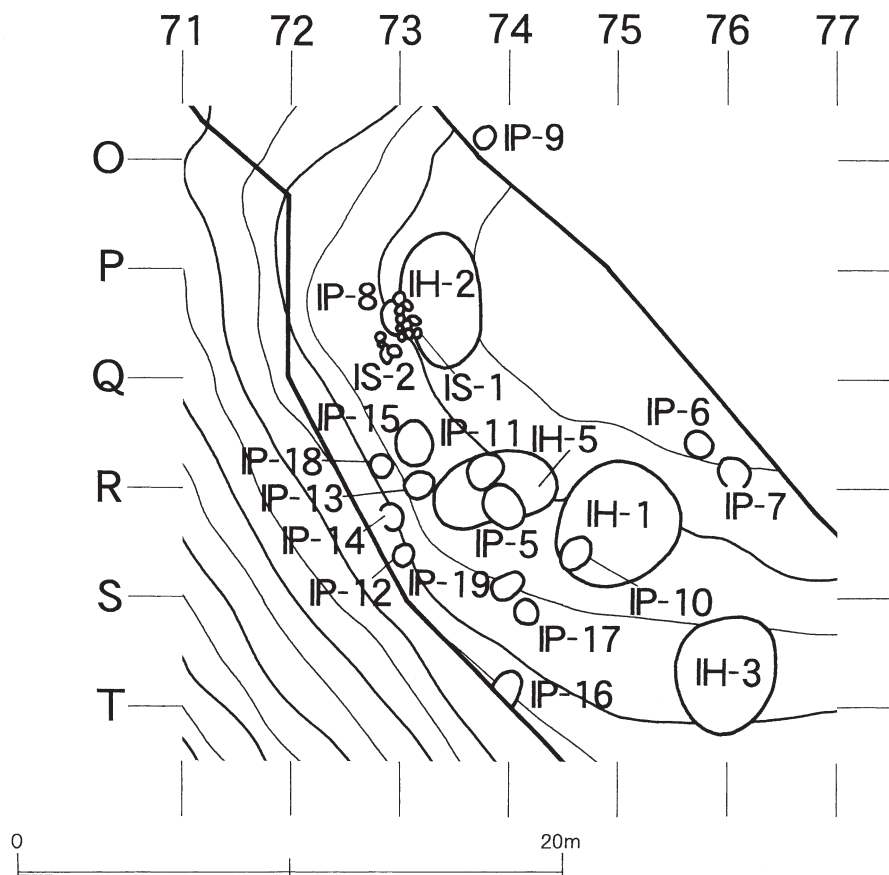 71 72 73 74 75 76 77
O
IP-9
P
IH-2
IP-8
Q
IS-2
IS-1
IP-15
IP-11
IH-5
IP-6
IP-18
R
IP-13
IP-7
IH-1
IP-14
IP-5
IP-12
IP-19
S
IP-10
IP-17
IH-3
IP-16
T
0 20m